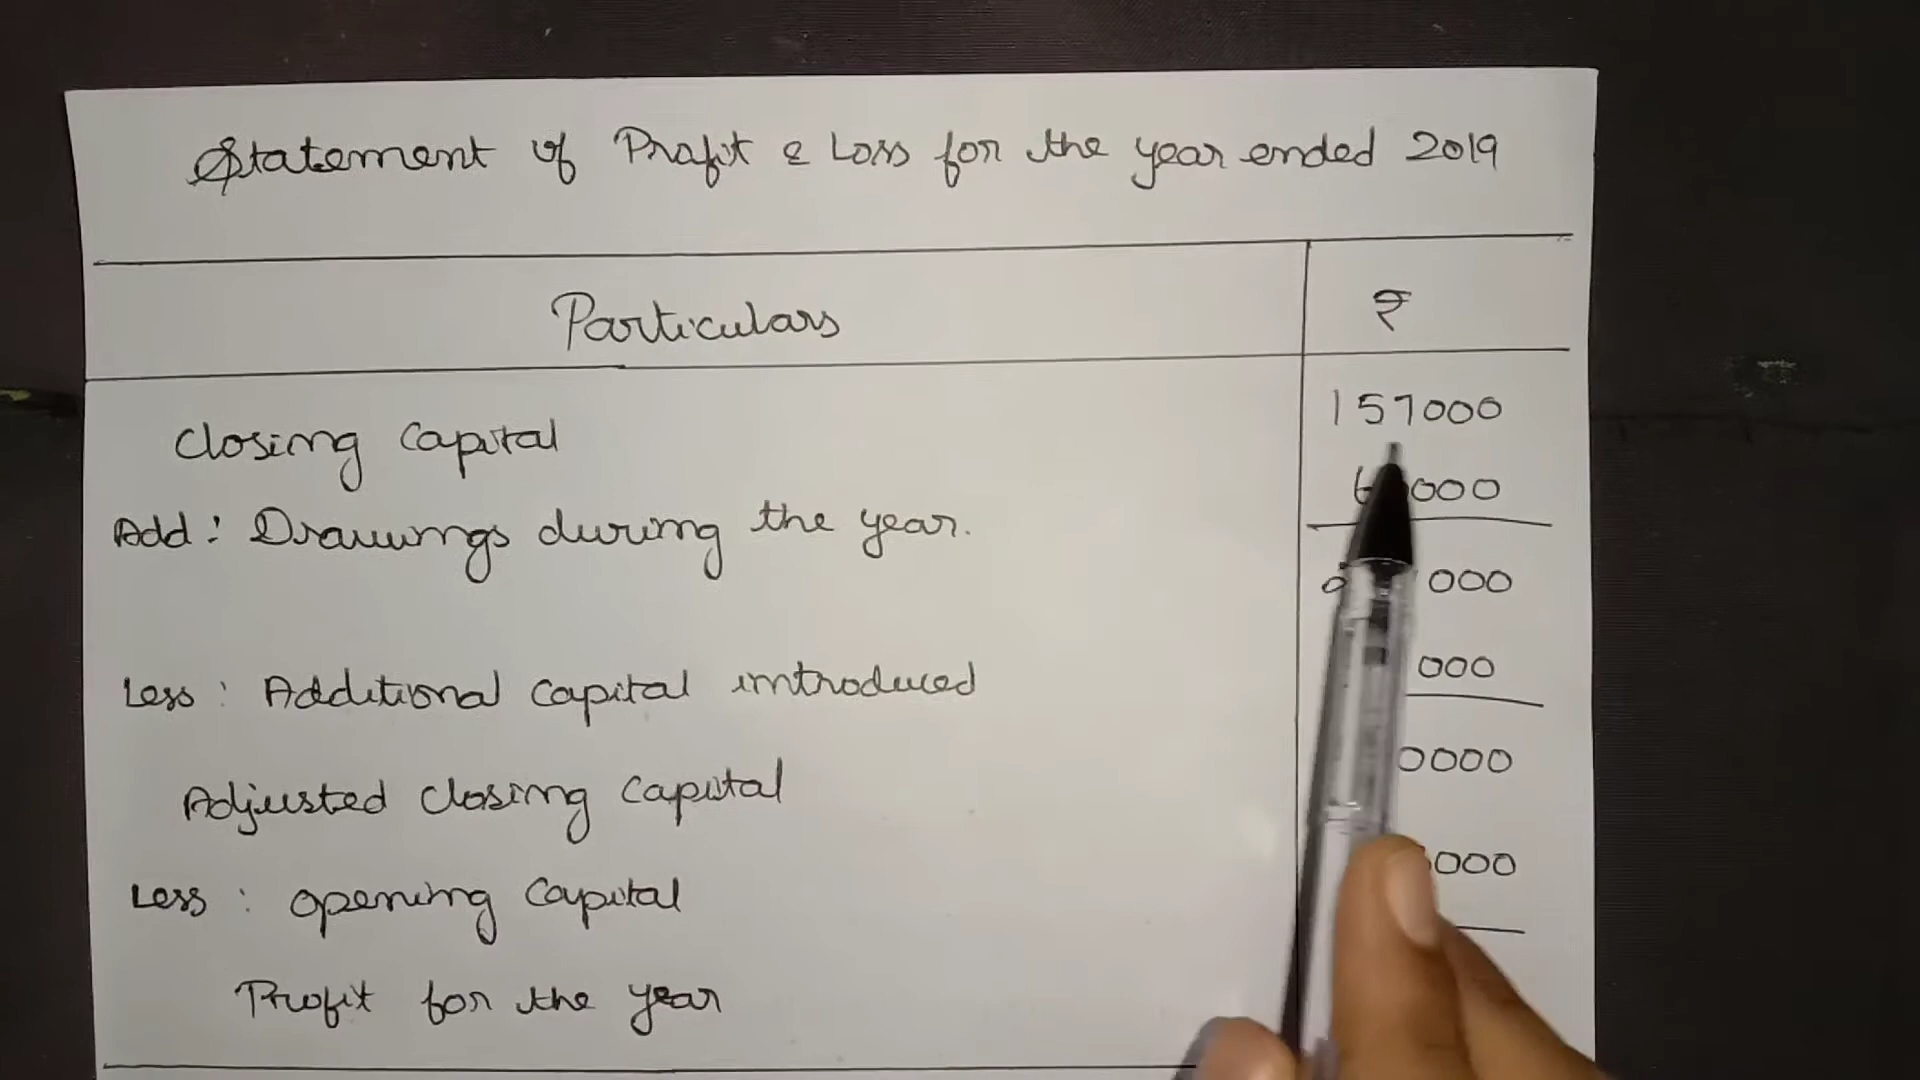 Statement of Profit & Loss for the year ended 2019
Particulars ₹
Closing Capital 157000
Add: Drawings during the year. 000
000
Less: Additional Capital introduced 000
Adjusted Closing Capital 0000
Less: Opening Capital 000
Profit for the year